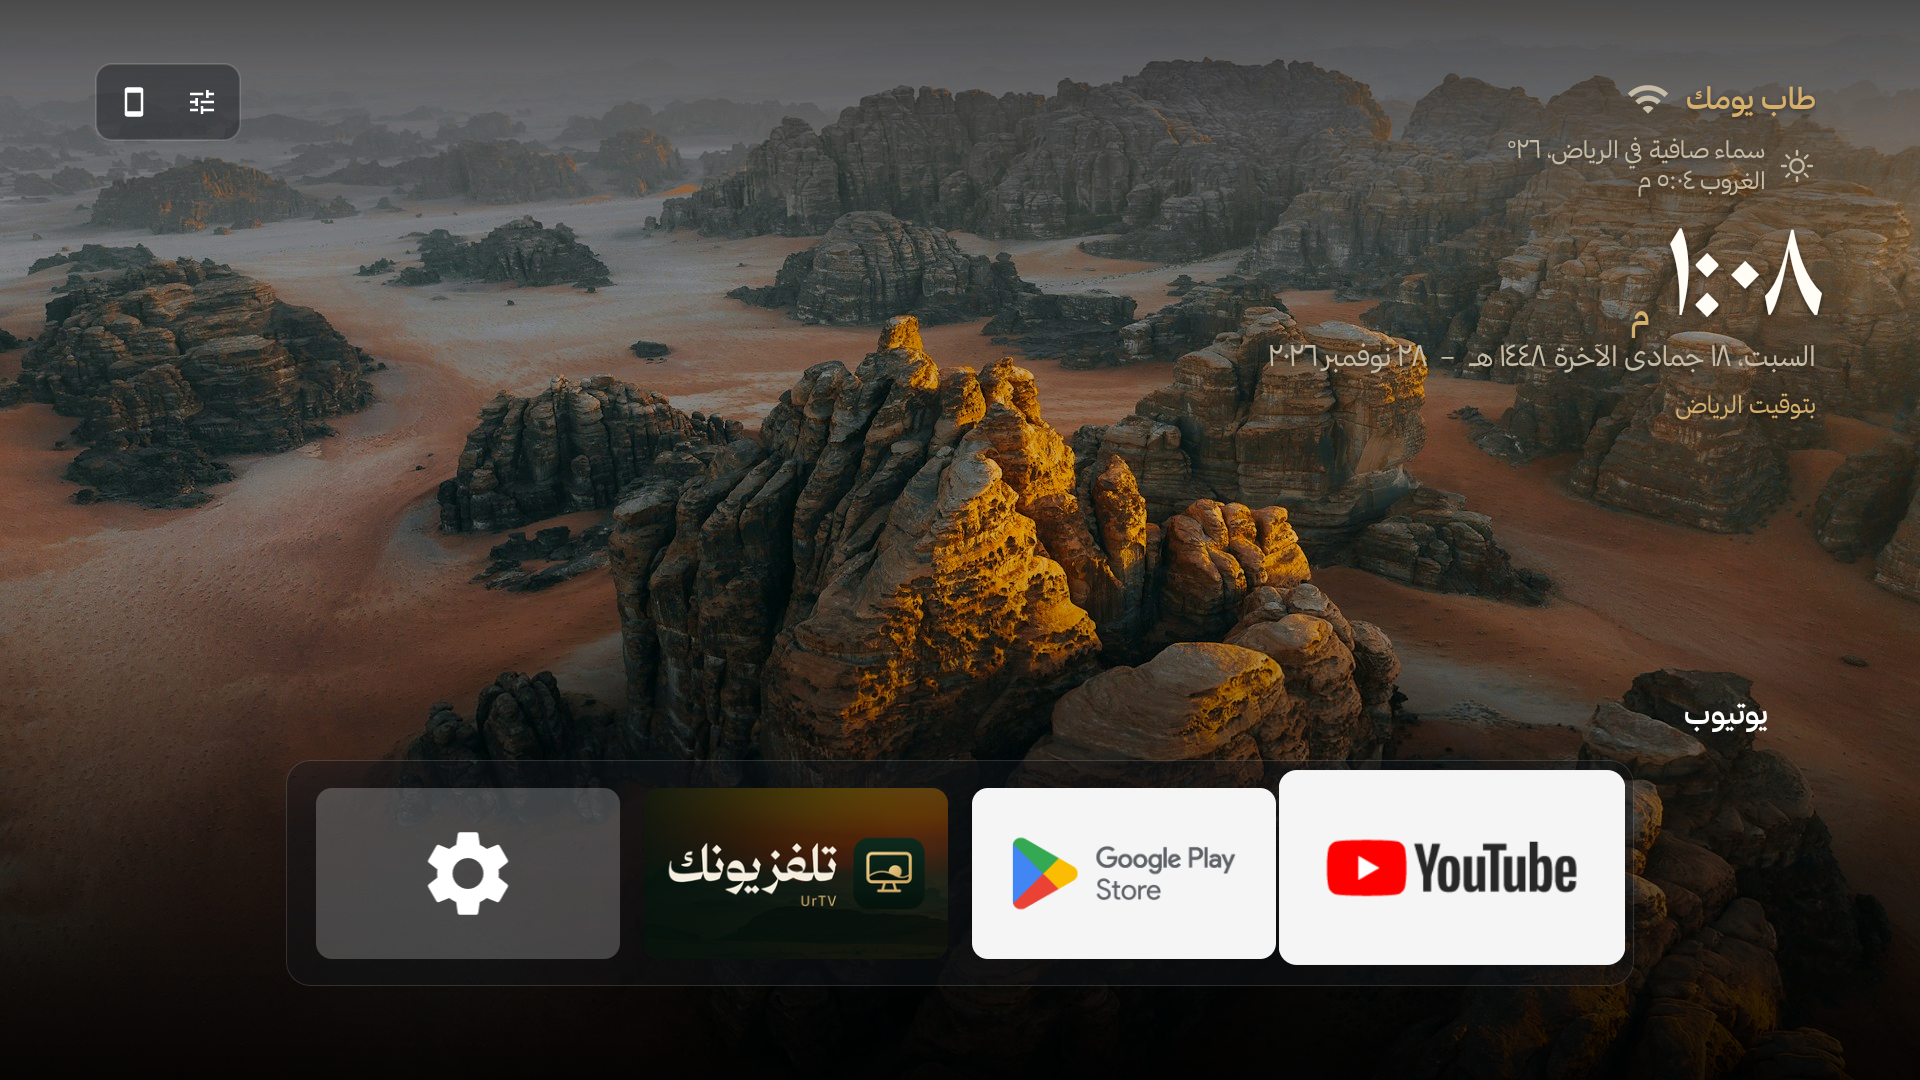 طاب يومك
سماء صافية في الرياض، ٢٦°
الغروب ٥:٠٤ م
١:٠٨ م
السبت، ١٨ جمادى الآخرة ١٤٤٨ هـ – ٢٨ نوفمبر ٢٠٢٦
بتوقيت الرياض
يوتيوب
YouTube
Google Play
Store
تلفزيونك
UrTV